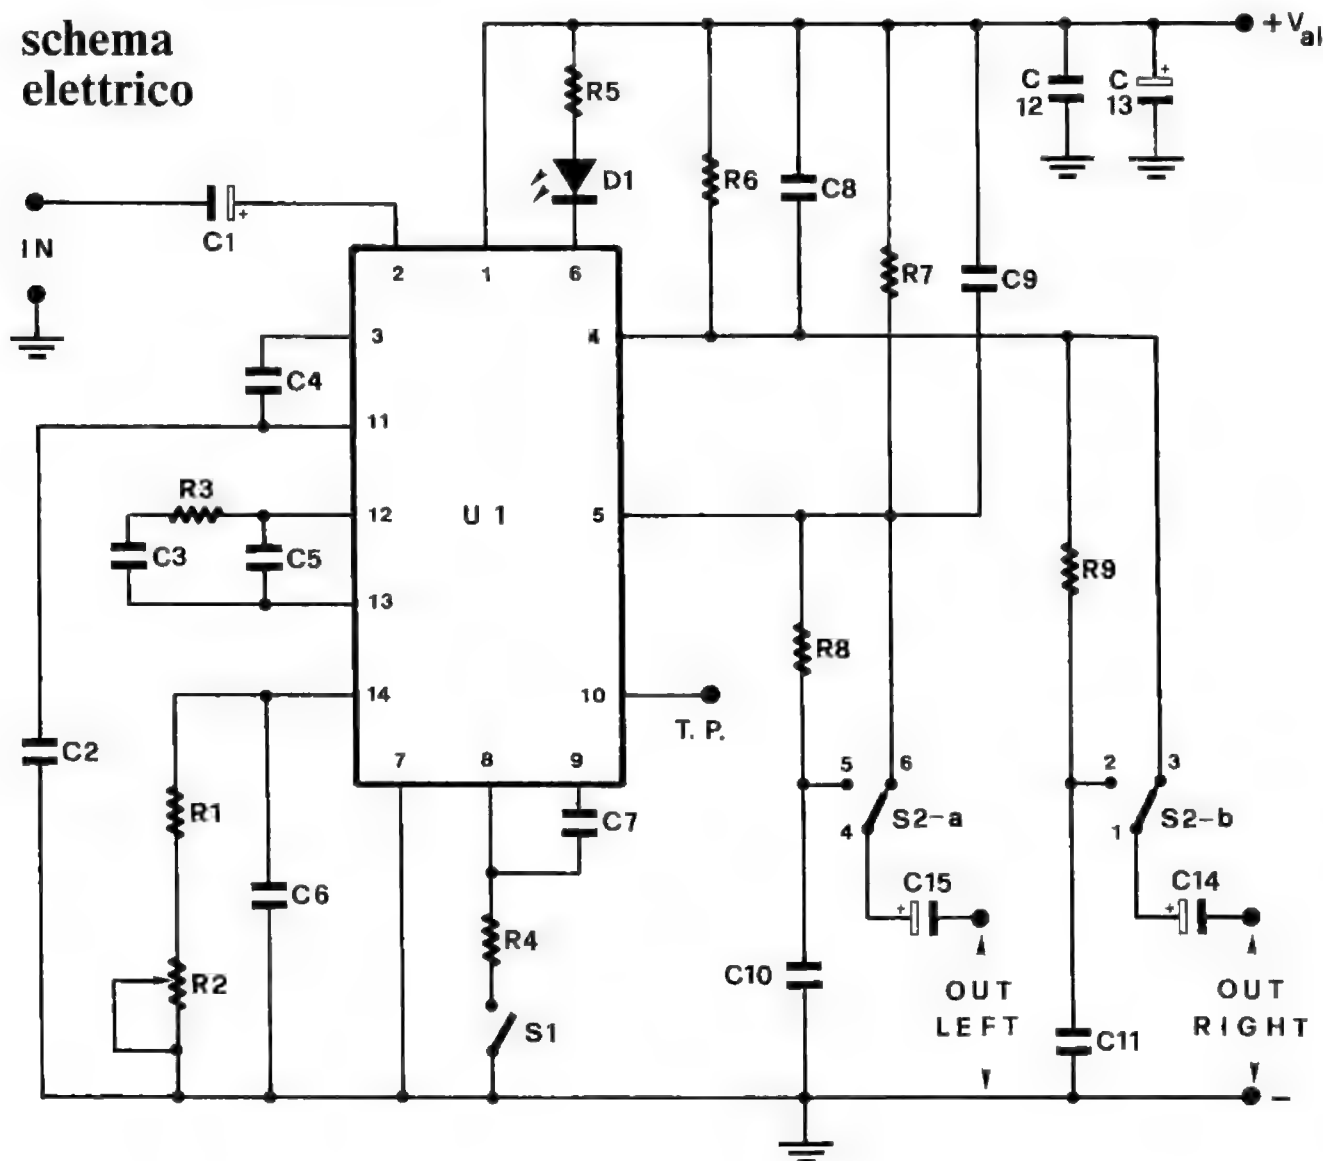 schema
elettrico
+ Val
R5
C
12
C
13
+
D1
R6
C8
IN
C1
+
2
1
6
R7
C9
3
4
C4
11
R3
12
U 1
5
C3
C5
R9
13
R8
14
10
T. P.
C2
7
8
9
5
6
2
3
R1
C7
4
S2-a
1
S2-b
C6
C15
+
C14
+
R4
R2
C10
OUT
LEFT
OUT
RIGHT
S1
C11
−